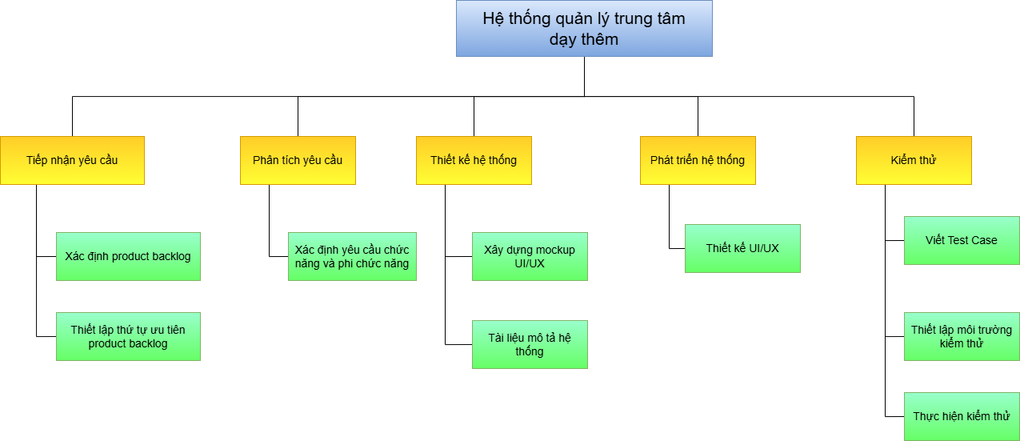 Hệ thống quản lý trung tâm
dạy thêm
Tiếp nhận yêu cầu
Phân tích yêu cầu
Thiết kế hệ thống
Phát triển hệ thống
Kiểm thử
Xác định product backlog
Thiết lập thứ tự ưu tiên
product backlog
Xác định yêu cầu chức
năng và phi chức năng
Xây dựng mockup
UI/UX
Tài liệu mô tả hệ
thống
Thiết kế UI/UX
Viết Test Case
Thiết lập môi trường
kiểm thử
Thực hiện kiểm thử